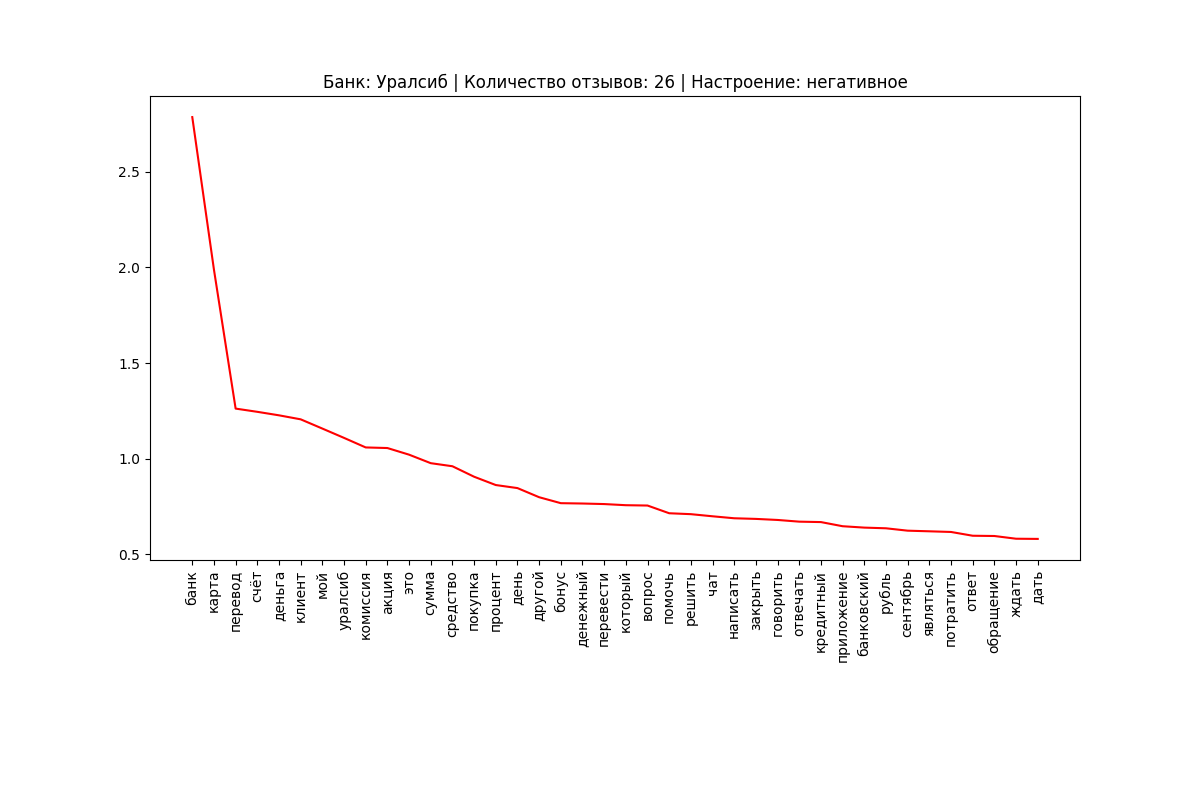 Банк: Уралсиб | Количество отзывов: 26 | Настроение: негативное
2.5
2.0
1.5
1.0
0.5
банк
карта
перевод
счёт
деньга
клиент
мой
уралсиб
комиссия
акция
это
сумма
средство
покупка
процент
день
другой
бонус
денежный
перевести
который
вопрос
помочь
решить
чат
написать
закрыть
говорить
отвечать
кредитный
приложение
банковский
рубль
сентябрь
являться
потратить
ответ
обращение
ждать
дать